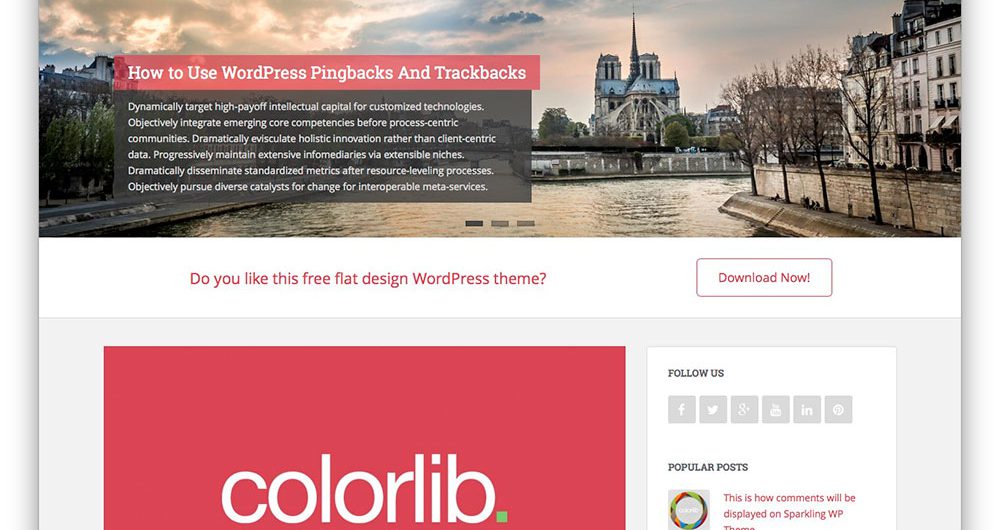 How to Use WordPress Pingbacks And Trackbacks
Dynamically target high-payoff intellectual capital for customized technologies.
Objectively integrate emerging core competencies before process-centric
communities. Dramatically evisculate holistic innovation rather than client-centric
data. Progressively maintain extensive infomediaries via extensible niches.
Dramatically disseminate standardized metrics after resource-leveling processes.
Objectively pursue diverse catalysts for change for interoperable meta-services.
Do you like this free flat design WordPress theme?
Download Now!
colorlib.
FOLLOW US
POPULAR POSTS
colorlib
This is how comments will be
displayed on Sparkling WP
Theme